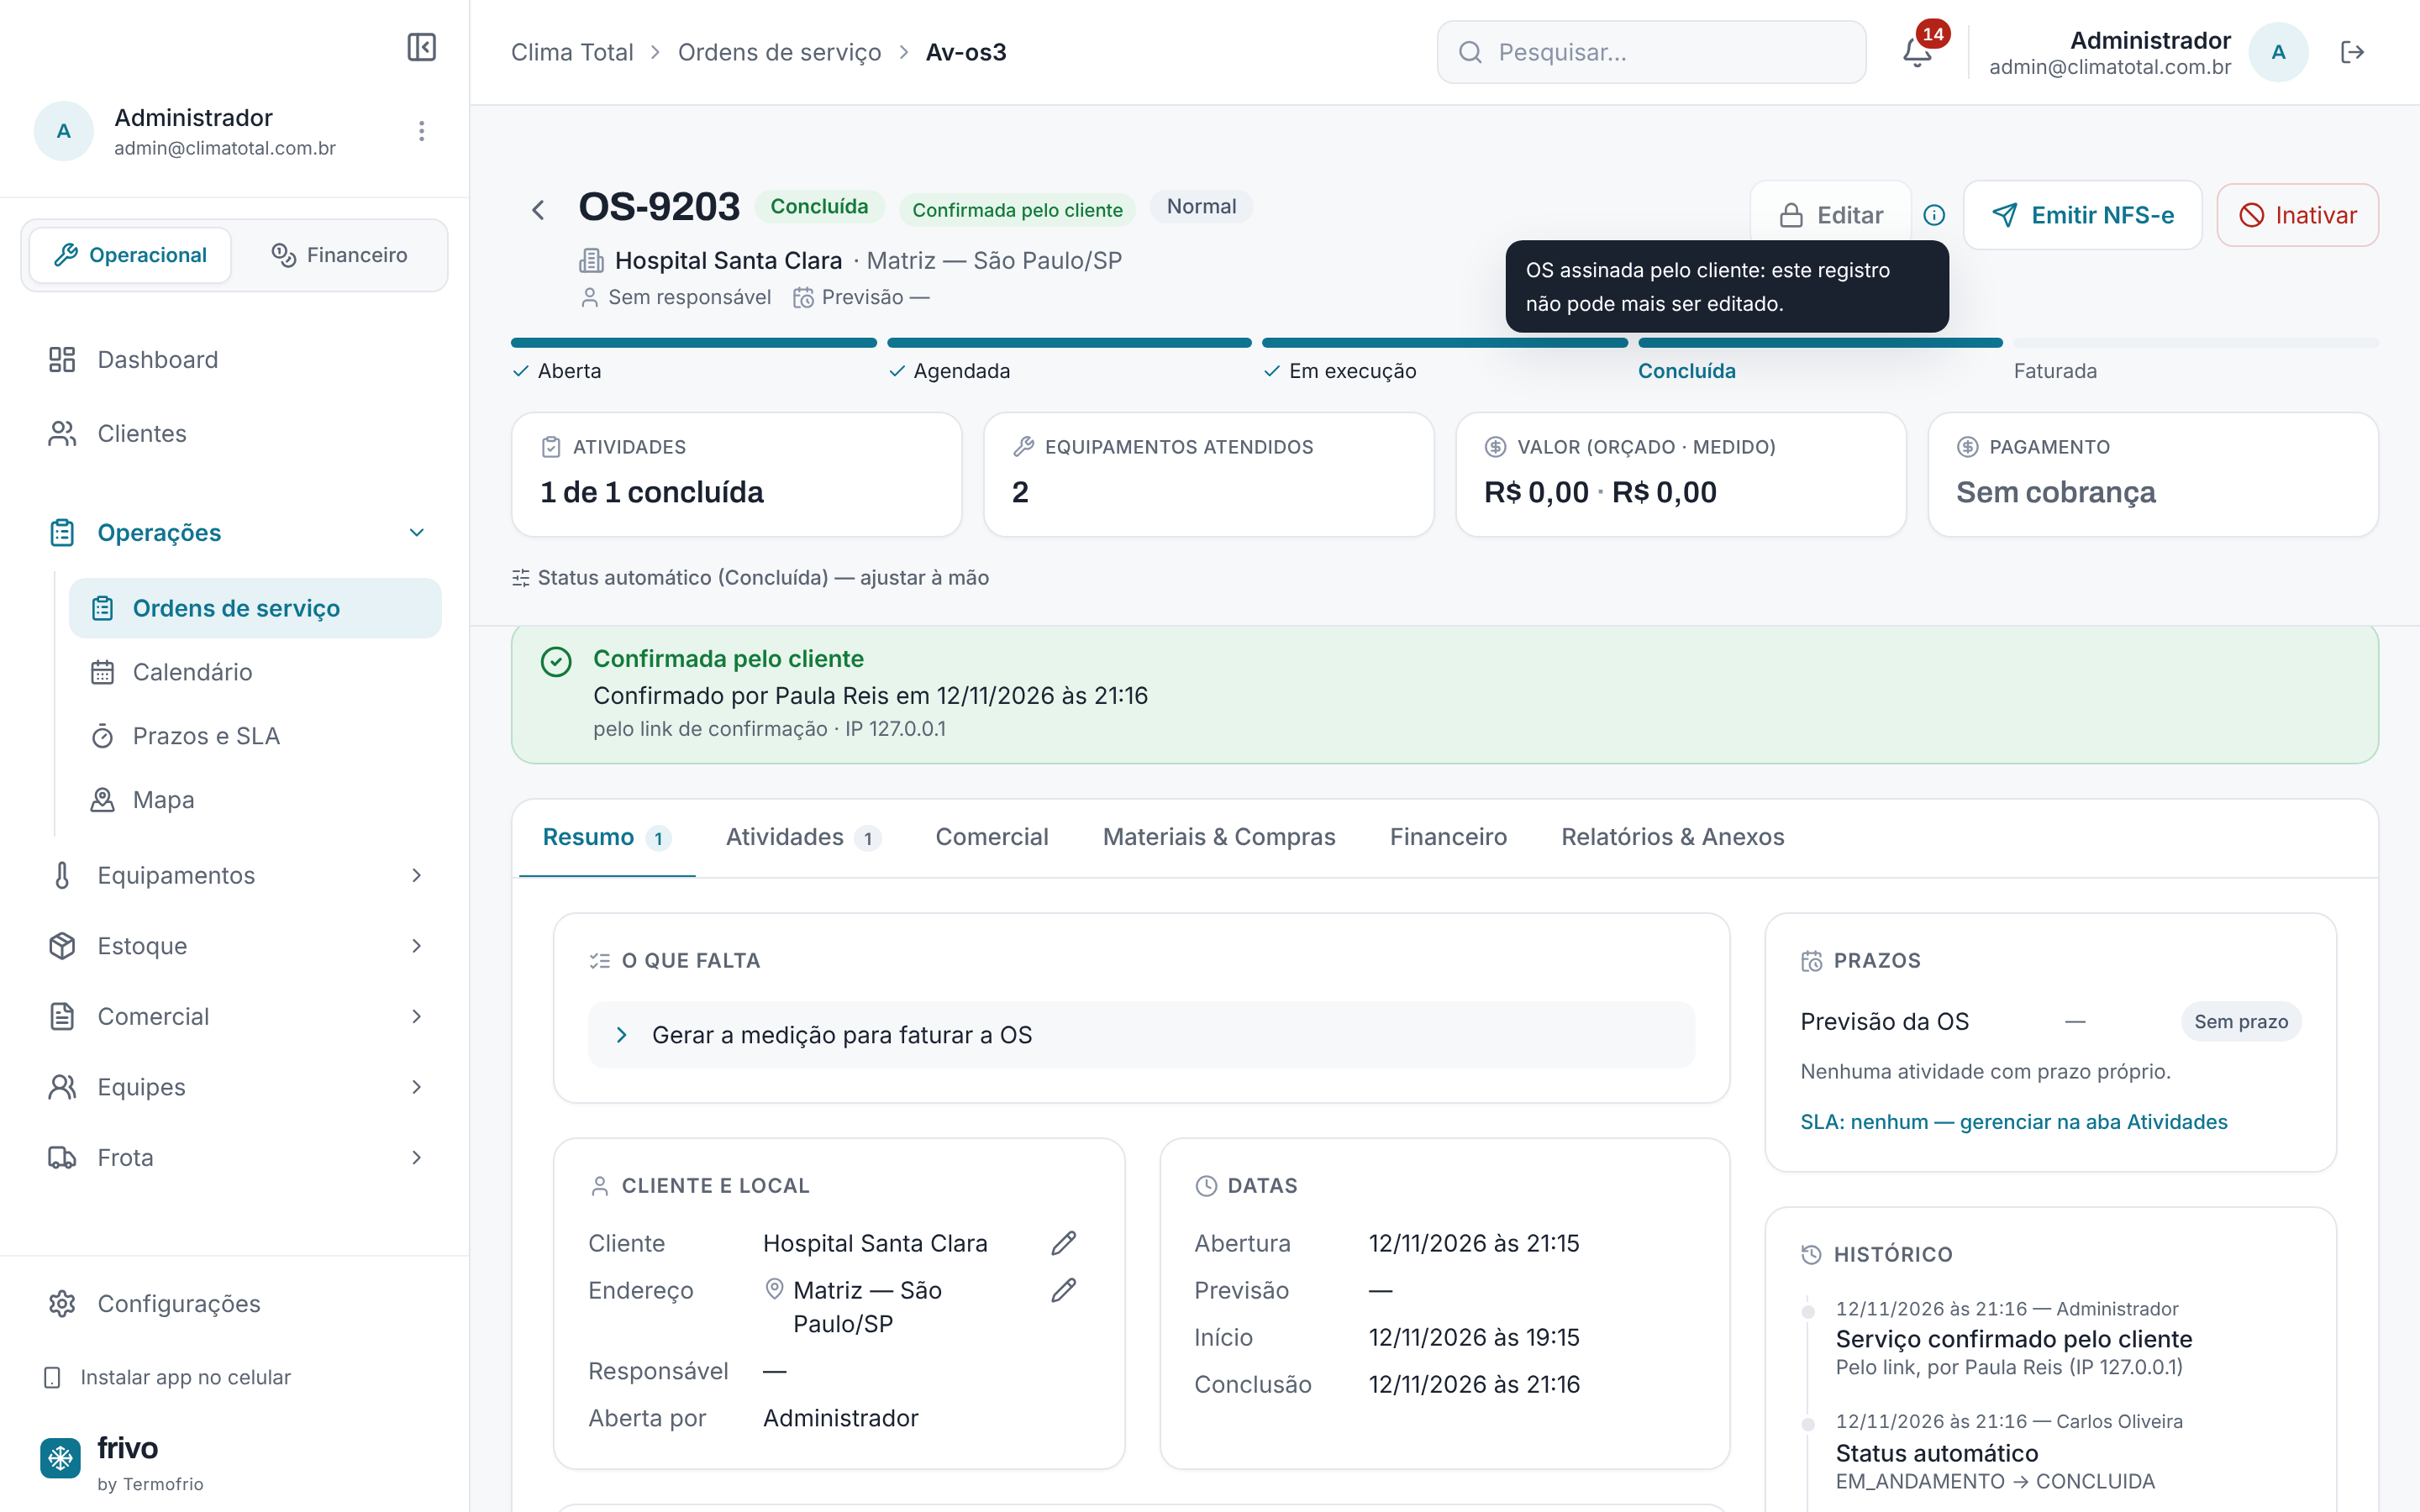 Administrador
admin@climatotal.com.br
A
Operacional
Financeiro
Dashboard
Clientes
Operações
Ordens de serviço
Calendário
Prazos e SLA
Mapa
Equipamentos
Estoque
Comercial
Equipes
Frota
Configurações
Instalar app no celular
frivo
by Termofrio
Clima Total > Ordens de serviço > Av-os3
Pesquisar...
14
Administrador
admin@climatotal.com.br
A
OS-9203 Concluída Confirmada pelo cliente Normal
Editar
Emitir NFS-e
Inativar
Hospital Santa Clara · Matriz — São Paulo/SP
Sem responsável Previsão —
OS assinada pelo cliente: este registro
não pode mais ser editado.
Aberta
Agendada
Em execução
Concluída
Faturada
ATIVIDADES
1 de 1 concluída
EQUIPAMENTOS ATENDIDOS
2
VALOR (ORÇADO · MEDIDO)
R$ 0,00 · R$ 0,00
PAGAMENTO
Sem cobrança
Status automático (Concluída) — ajustar à mão
Confirmada pelo cliente
Confirmado por Paula Reis em 12/11/2026 às 21:16
pelo link de confirmação · IP 127.0.0.1
Resumo 1
Atividades 1
Comercial
Materiais & Compras
Financeiro
Relatórios & Anexos
O QUE FALTA
Gerar a medição para faturar a OS
CLIENTE E LOCAL
Cliente Hospital Santa Clara
Endereço Matriz — São
Paulo/SP
Responsável —
Aberta por Administrador
DATAS
Abertura 12/11/2026 às 21:15
Previsão —
Início 12/11/2026 às 19:15
Conclusão 12/11/2026 às 21:16
PRAZOS
Previsão da OS — Sem prazo
Nenhuma atividade com prazo próprio.
SLA: nenhum — gerenciar na aba Atividades
HISTÓRICO
12/11/2026 às 21:16 — Administrador
Serviço confirmado pelo cliente
Pelo link, por Paula Reis (IP 127.0.0.1)
12/11/2026 às 21:16 — Carlos Oliveira
Status automático
EM_ANDAMENTO → CONCLUIDA